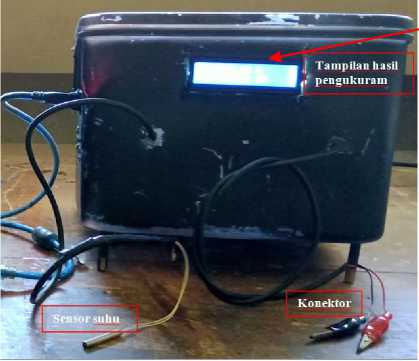 Tampilan hasil
pengukuram
Konektor
Sensor suhu